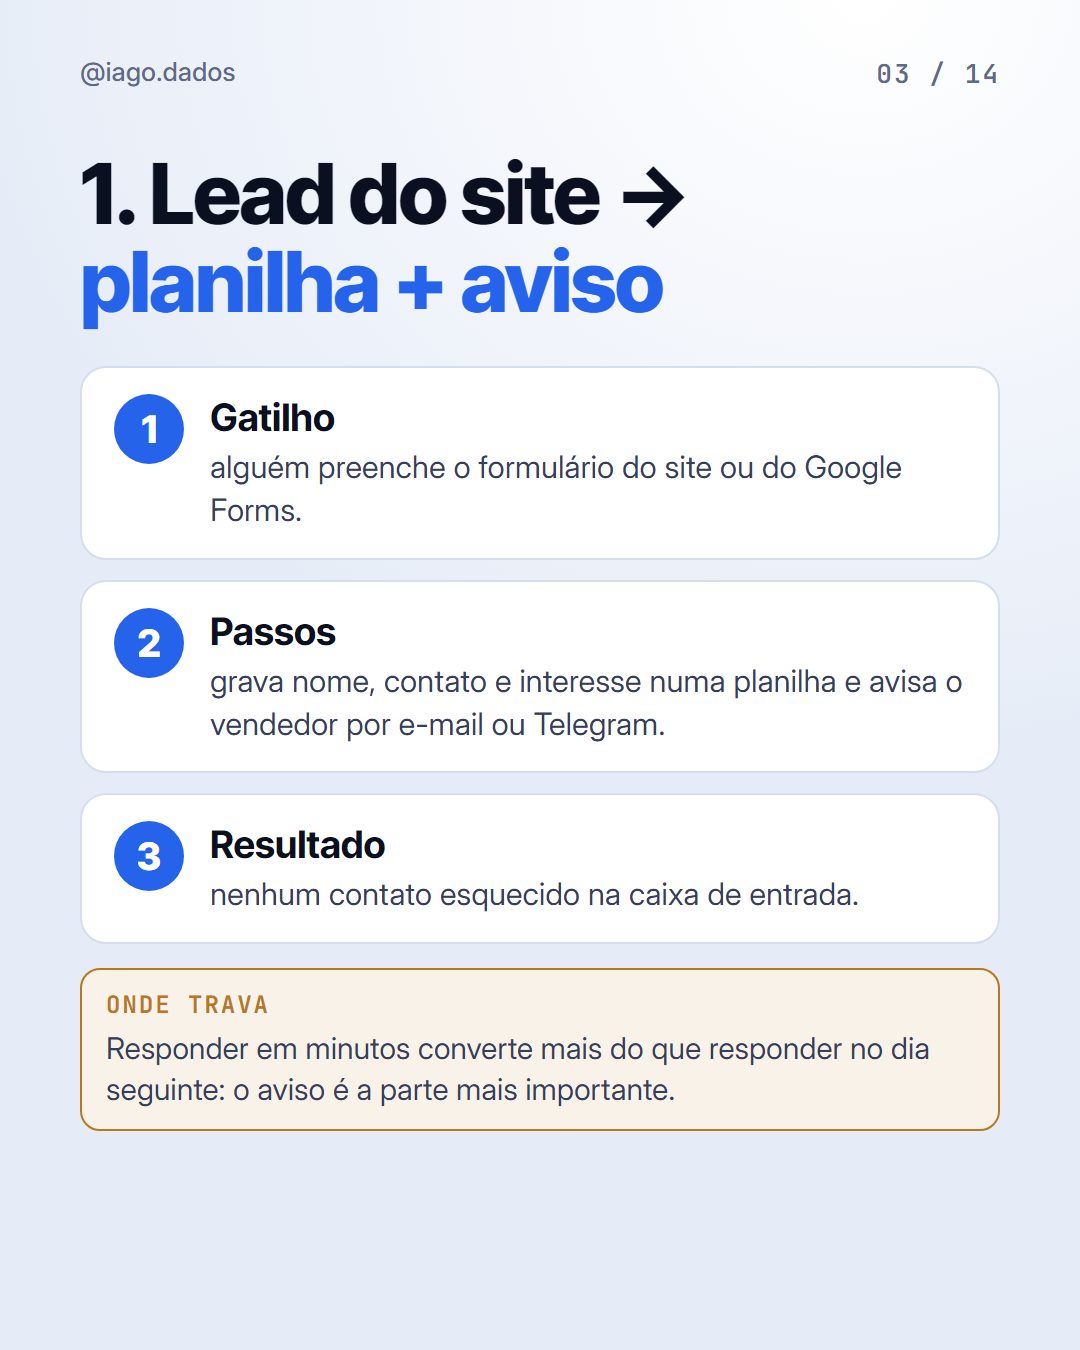 @iago.dados
03 / 14
1. Lead do site →
planilha + aviso
1
Gatilho
alguém preenche o formulário do site ou do Google
Forms.
2
Passos
grava nome, contato e interesse numa planilha e avisa o
vendedor por e-mail ou Telegram.
3
Resultado
nenhum contato esquecido na caixa de entrada.
ONDE TRAVA
Responder em minutos converte mais do que responder no dia
seguinte: o aviso é a parte mais importante.